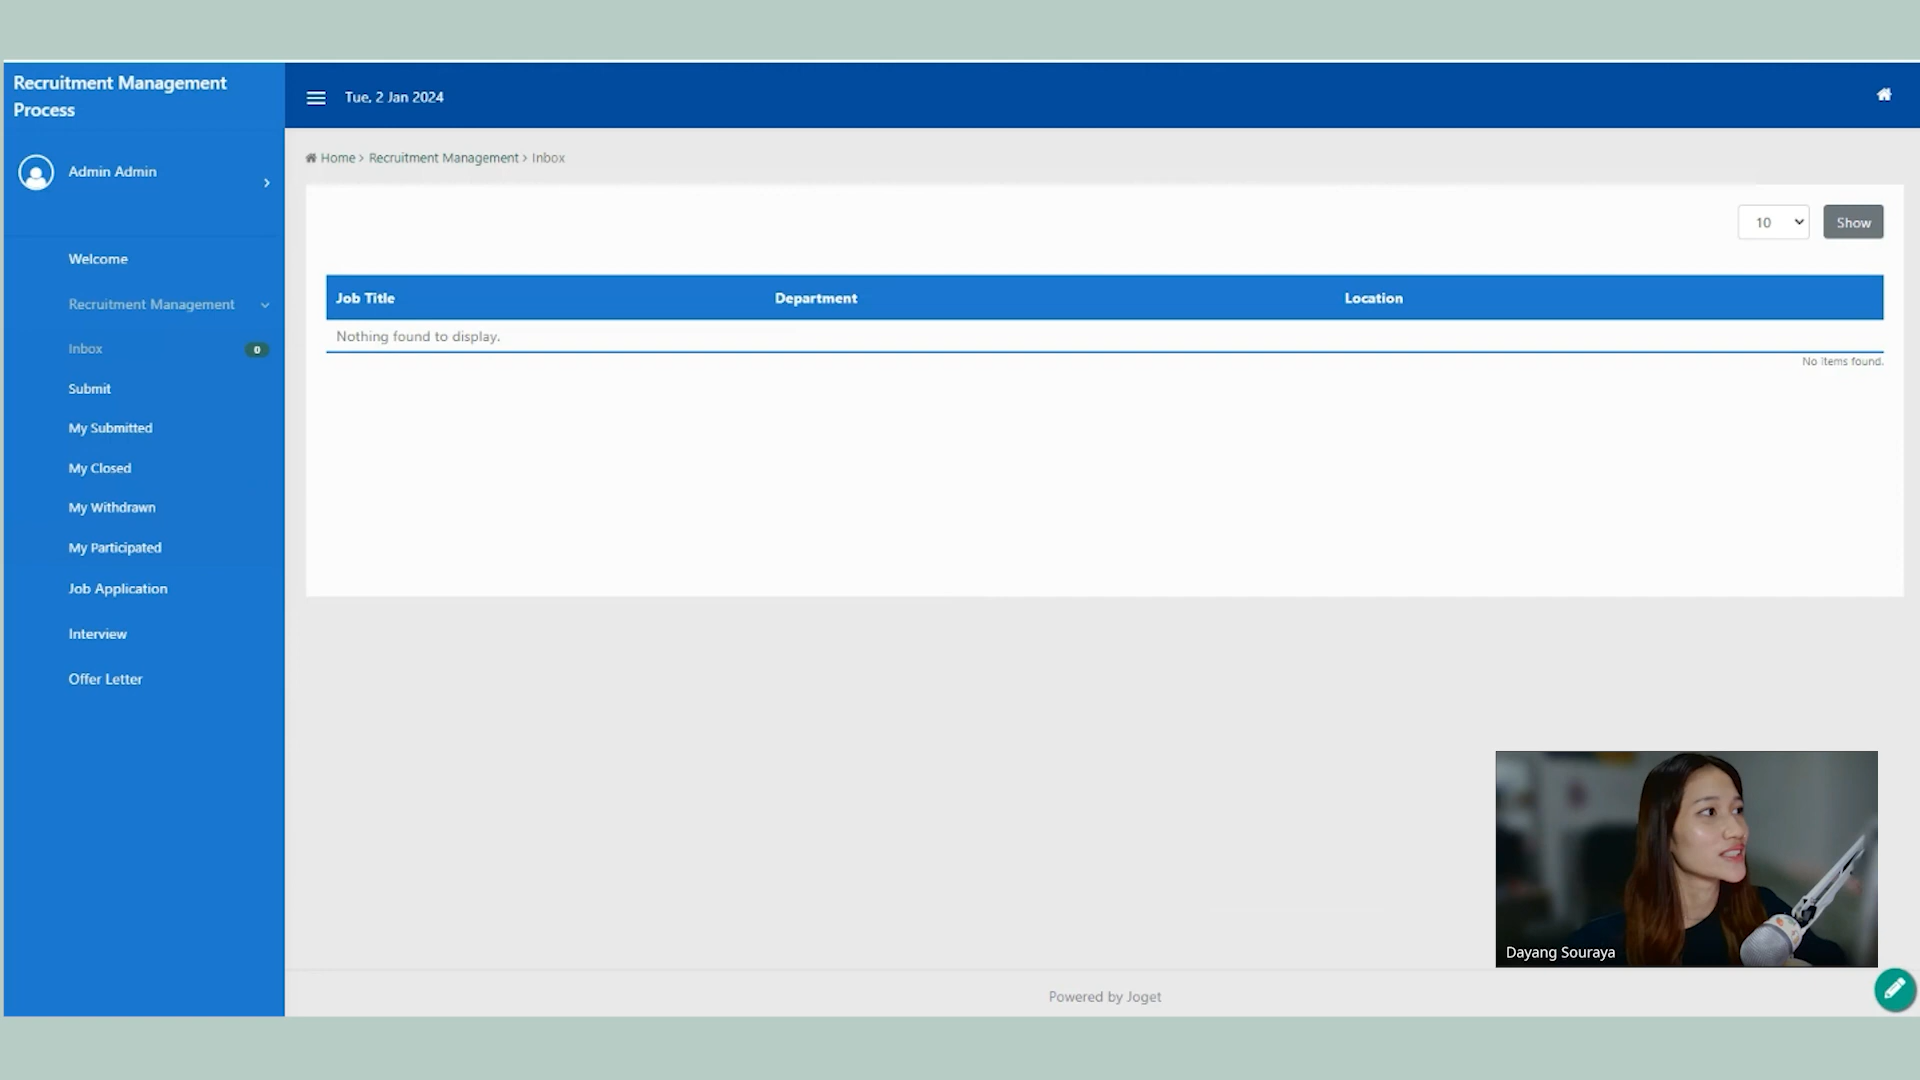 Recruitment Management
Process
Tue, 2 Jan 2024
Admin Admin
Home > Recruitment Management > Inbox
10
Show
Welcome
Recruitment Management
Inbox
0
Submit
My Submitted
My Closed
My Withdrawn
My Participated
Job Application
Interview
Offer Letter
Job Title
Department
Location
Nothing found to display.
No items found.
Dayang Souraya
Powered by Joget